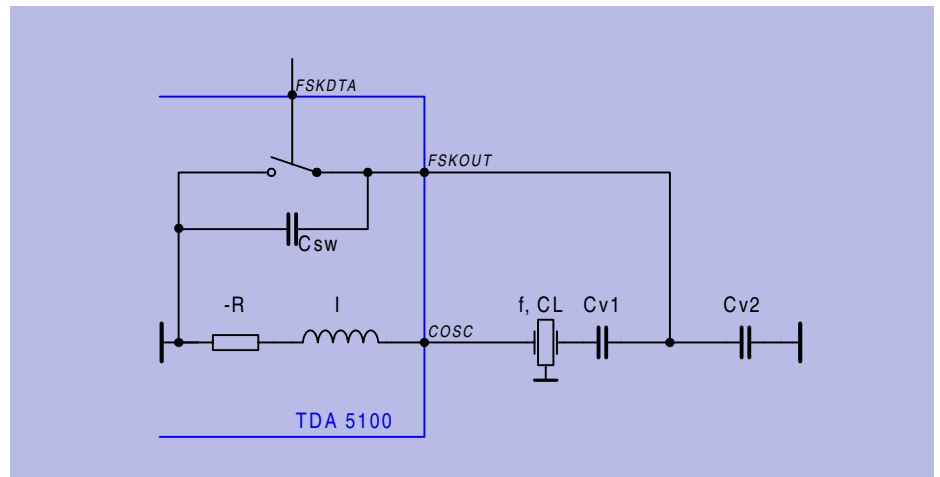 FSKDTA
FSKOUT
Csw
-R I f, CL Cv1 Cv2
COSC
TDA 5100